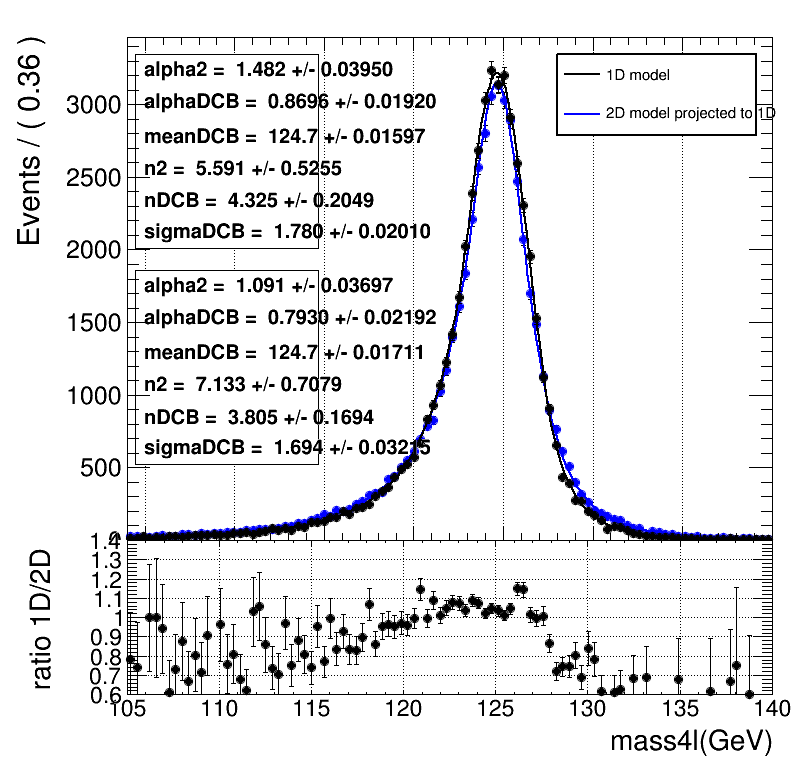 Events / ( 0.36 )
3000
2500
2000
1500
1000
500
0
alpha2 = 1.482 +/- 0.03950
alphaDCB = 0.8696 +/- 0.01920
meanDCB = 124.7 +/- 0.01597
n2 = 5.591 +/- 0.5255
nDCB = 4.325 +/- 0.2049
sigmaDCB = 1.780 +/- 0.02010
alpha2 = 1.091 +/- 0.03697
alphaDCB = 0.7930 +/- 0.02192
meanDCB = 124.7 +/- 0.01711
n2 = 7.133 +/- 0.7079
nDCB = 3.805 +/- 0.1694
sigmaDCB = 1.694 +/- 0.03215
1D model
2D model projected to 1D
ratio 1D/2D
1.4
1.3
1.2
1.1
1
0.9
0.8
0.7
0.6
105 110 115 120 125 130 135 140
mass4l(GeV)